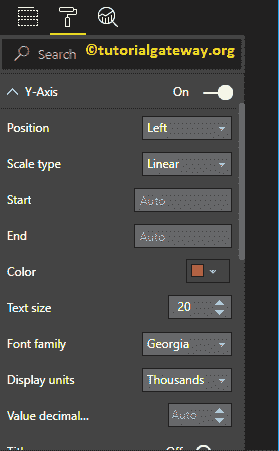 Search ©tutorialgateway.org
Y-Axis On
Position Left
Scale type Linear
Start Auto
End Auto
Color
Text size 20
Font family Georgia
Display units Thousands
Value decimal... Auto
Title Off